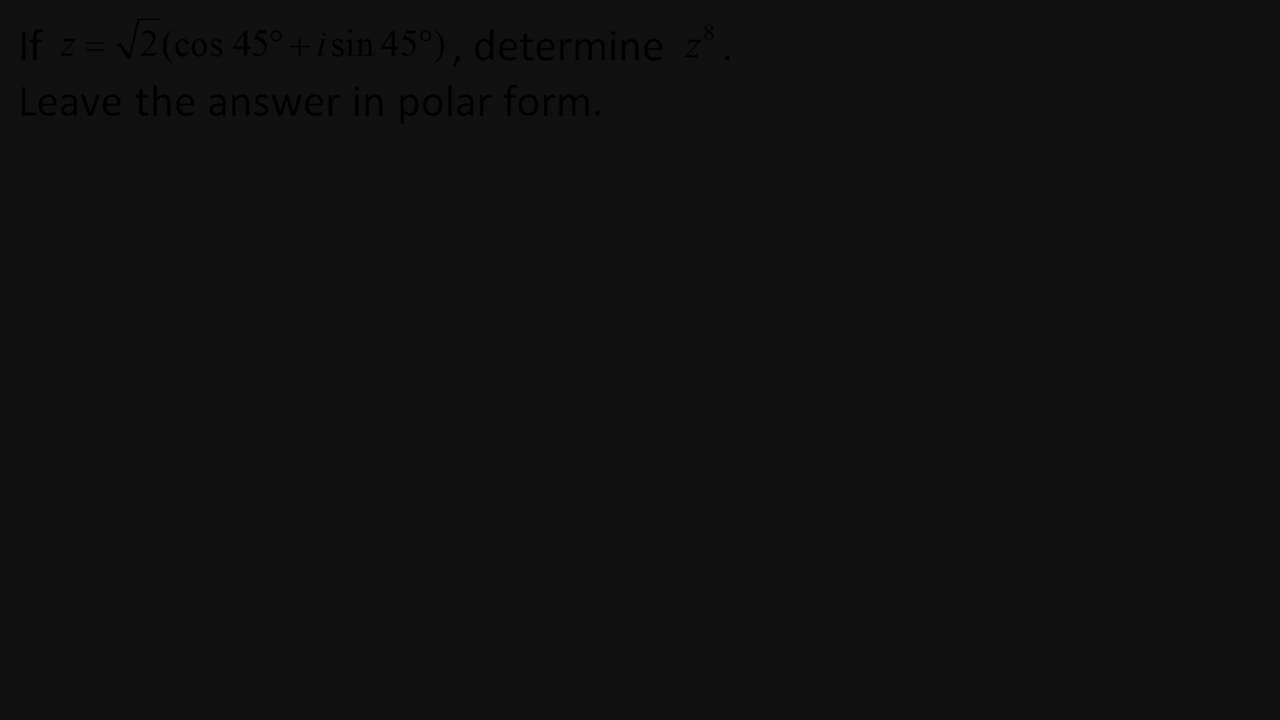 If z = √2(cos 45° + i sin 45°), determine z⁸.
Leave the answer in polar form.